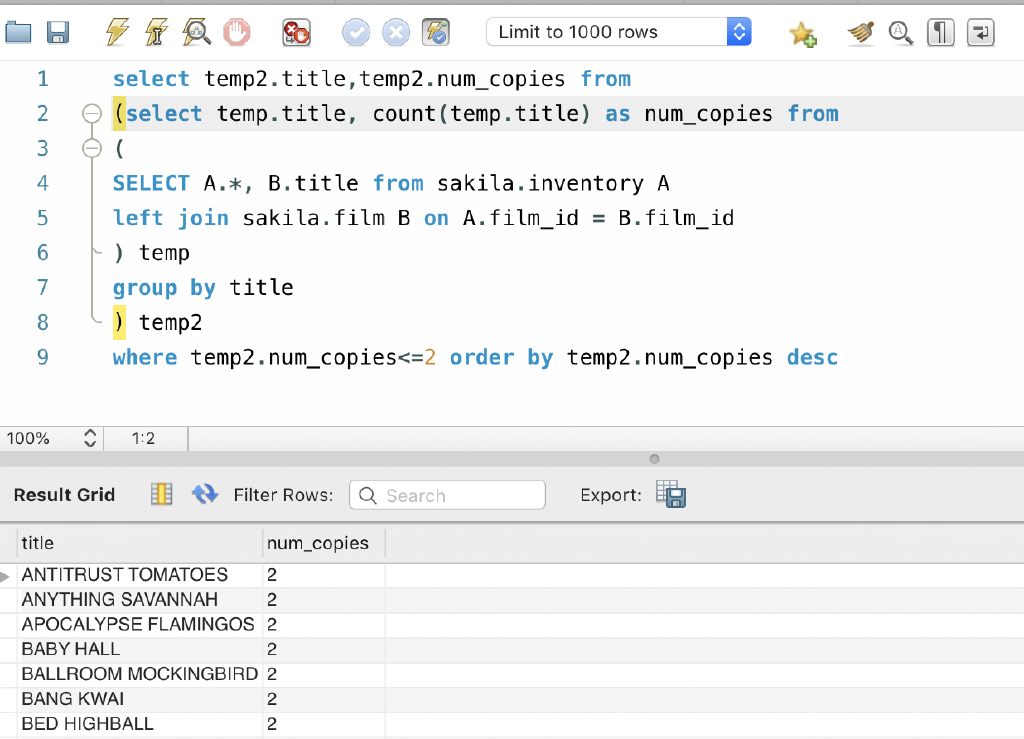 Limit to 1000 rows
1 select temp2.title,temp2.num_copies from
2 (select temp.title, count(temp.title) as num_copies from
3 (
4 SELECT A.*, B.title from sakila.inventory A
5 left join sakila.film B on A.film_id = B.film_id
6 ) temp
7 group by title
8 ) temp2
9 where temp2.num_copies<=2 order by temp2.num_copies desc
100% 1:2
Result Grid Filter Rows: Search Export:
title num_copies
ANTITRUST TOMATOES 2
ANYTHING SAVANNAH 2
APOCALYPSE FLAMINGOS 2
BABY HALL 2
BALLROOM MOCKINGBIRD 2
BANG KWAI 2
BED HIGHBALL 2